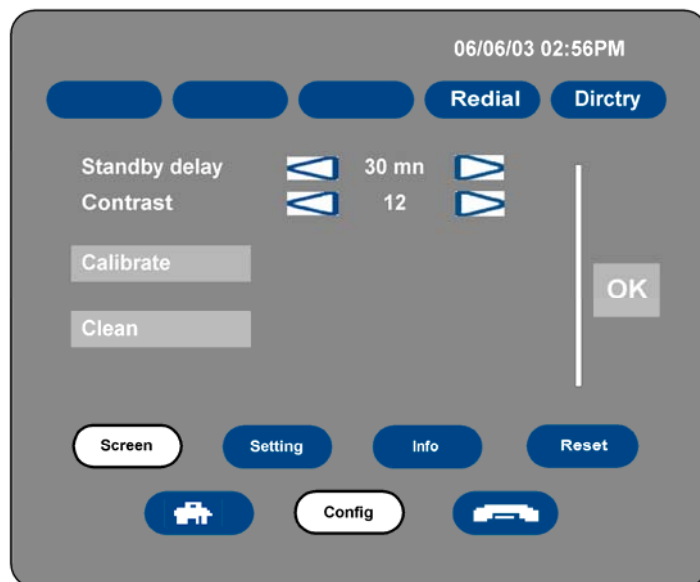 06/06/03 02:56PM
Redial Dirctry
Standby delay 30 mn
Contrast 12
Calibrate
OK
Clean
Screen Setting Info Reset
Config